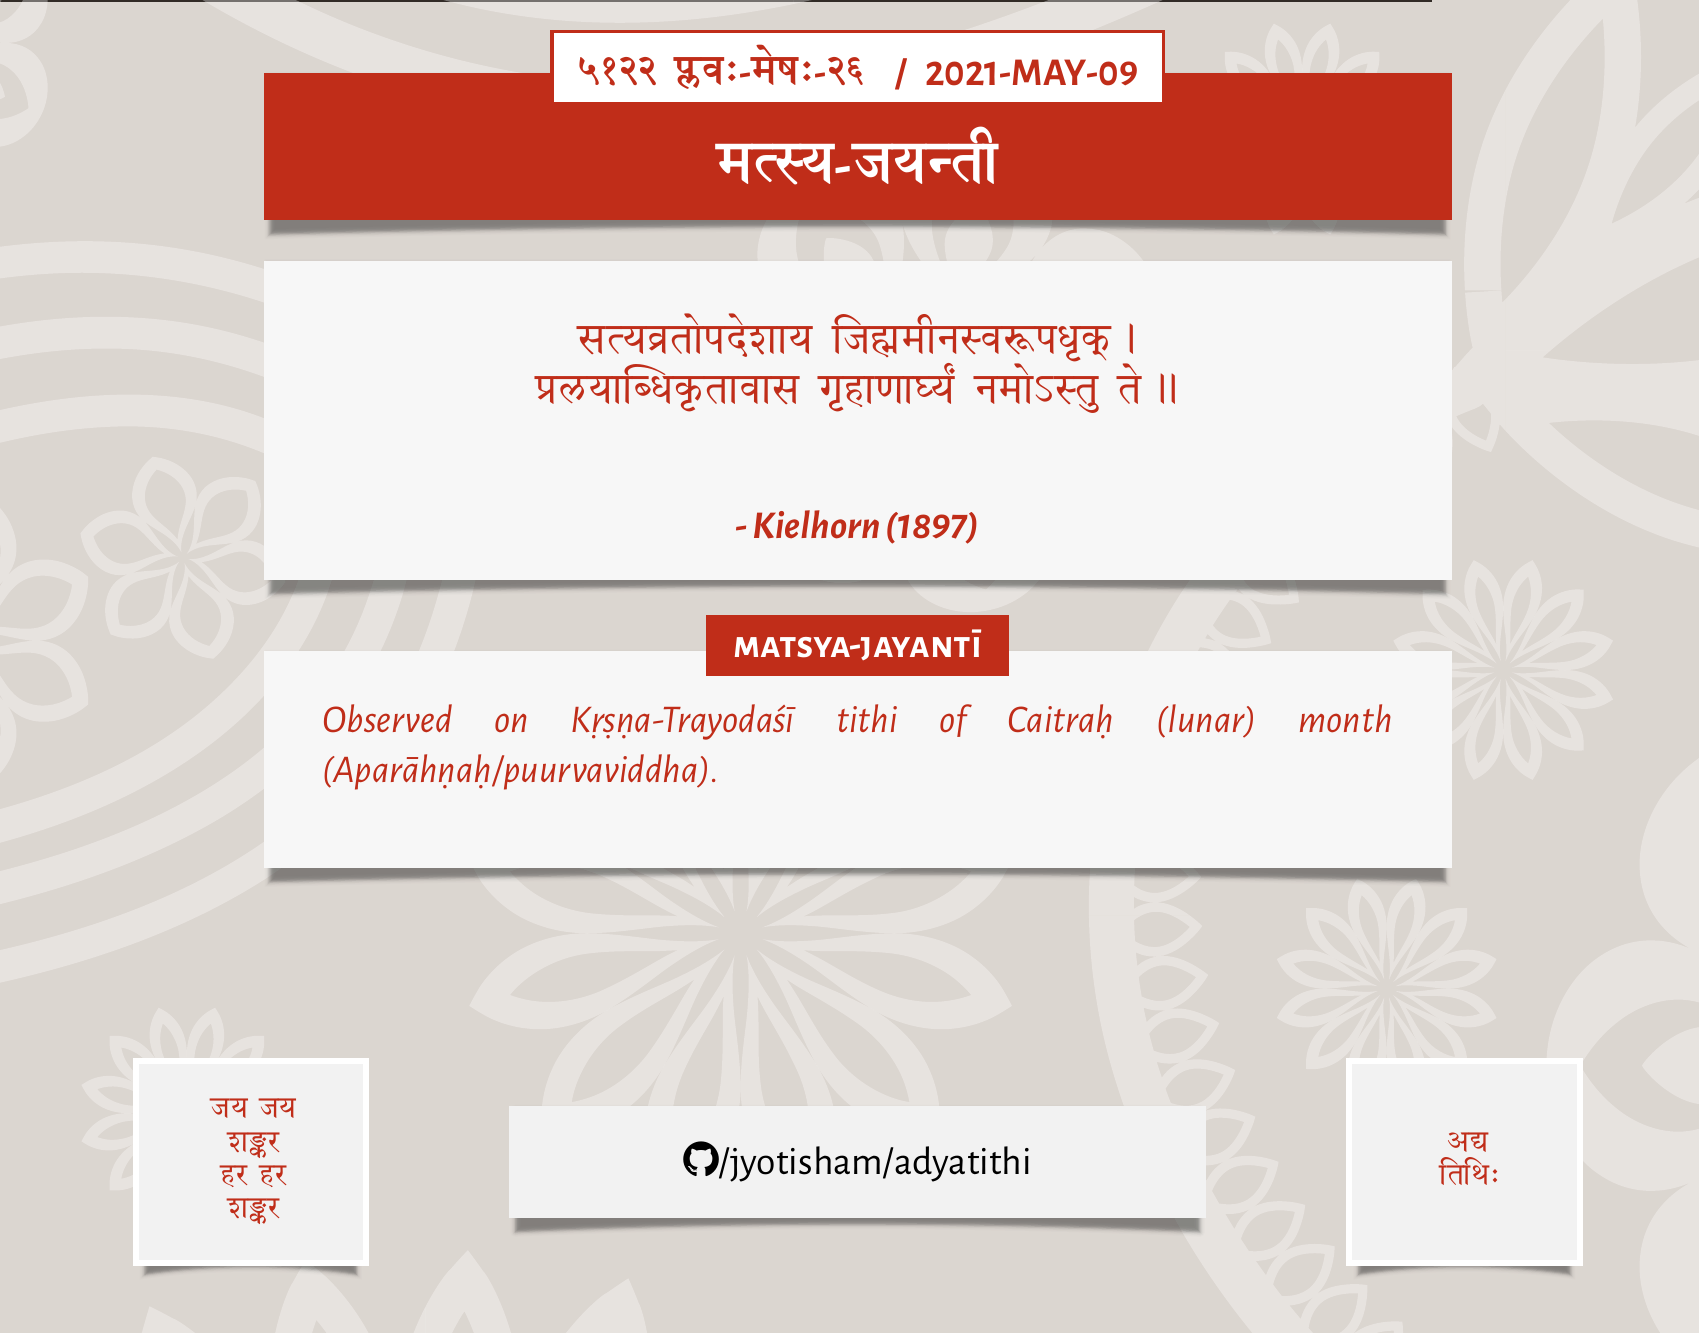 ५१२२ प्लवः-मेषः-२६ / 2021-MAY-09
मत्स्य-जयन्ती
सत्यव्रतोपदेशाय जिह्ममीनस्वरूपधृक् ।
प्रलयाब्धिकृतावास गृहाणार्घ्यं नमोऽस्तु ते ॥
- Kielhorn (1897)
MATSYA-JAYANTĪ
Observed on Kṛṣṇa-Trayodaśī tithi of Caitraḥ (lunar) month
(Aparāhṇaḥ/puurvaviddha).
जय जय
शङ्कर
हर हर
शङ्कर
/jyotisham/adyatithi
अद्य
तिथिः